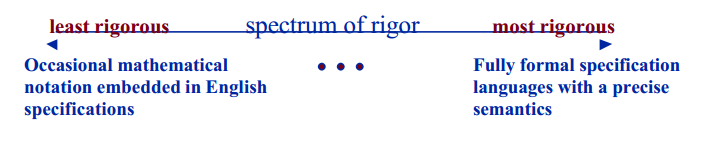 least rigorous spectrum of rigor most rigorous
Occasional mathematical
notation embedded in English
specifications
• • •
Fully formal specification
languages with a precise
semantics